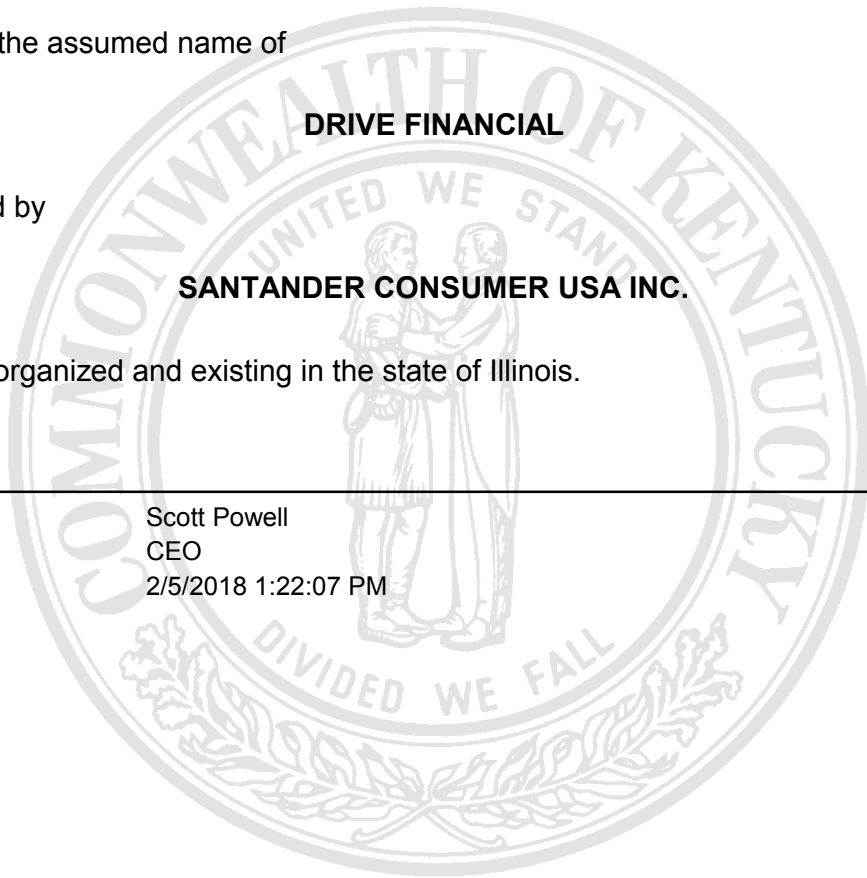 the assumed name of
DRIVE FINANCIAL
d by
SANTANDER CONSUMER USA INC.
organized and existing in the state of Illinois.
Scott Powell
CEO
2/5/2018 1:22:07 PM
COMMONWEALTH OF KENTUCKY
UNITED WE STAND
DIVIDED WE FALL